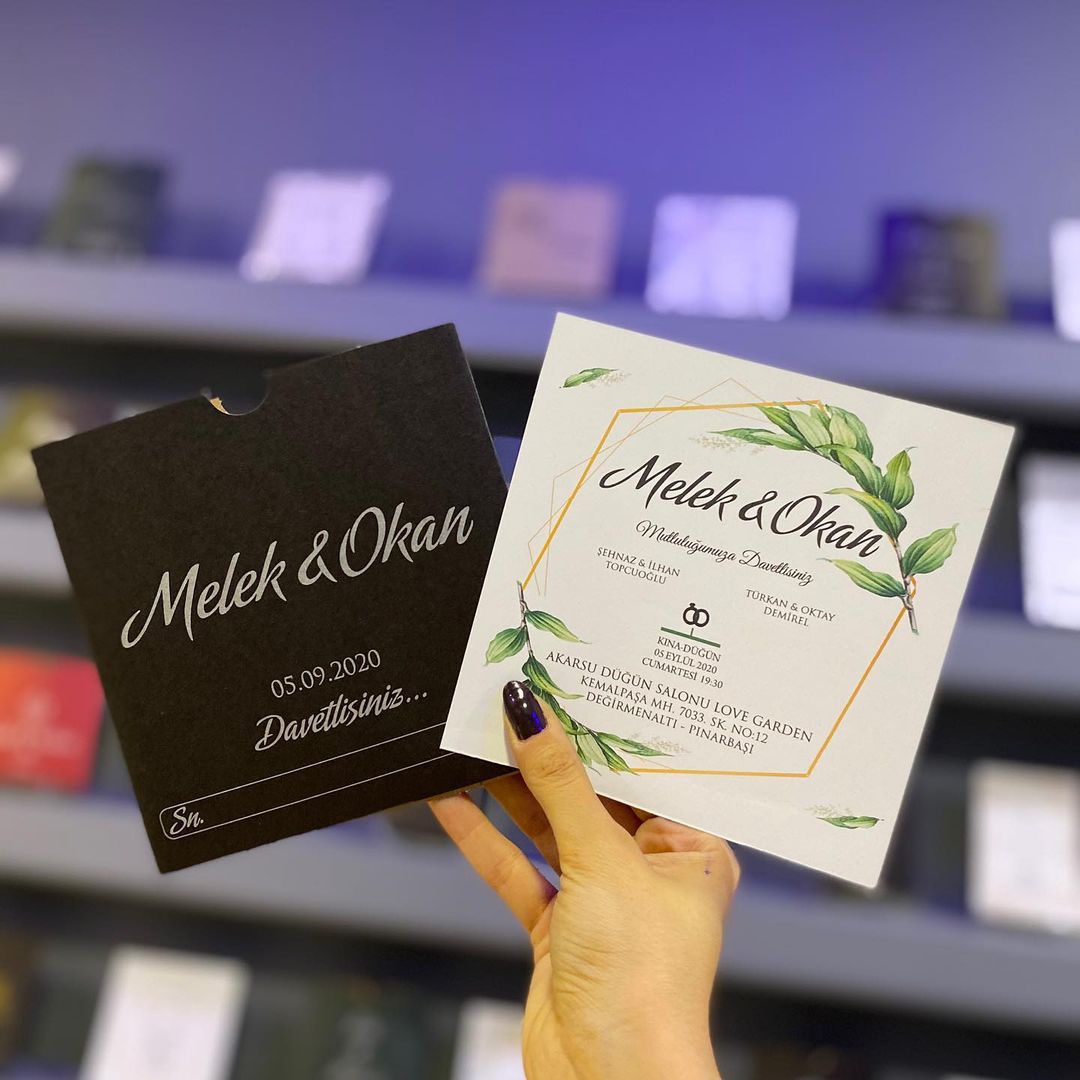 Melek & Okan
05.09.2020
Davetlisiniz...
Sn.
Melek & Okan
Mutluluğumuza Davetlisiniz
ŞEHNAZ & İLHAN
TOPCUOĞLU
TÜRKAN & OKTAY
DEMİREL
KINA-DÜĞÜN
05 EYLÜL 2020
CUMARTESİ 19:30
AKARSU DÜĞÜN SALONU LOVE GARDEN
KEMALPAŞA MH. 7033. SK. NO:12
DEĞİRMENALTI - PINARBAŞI